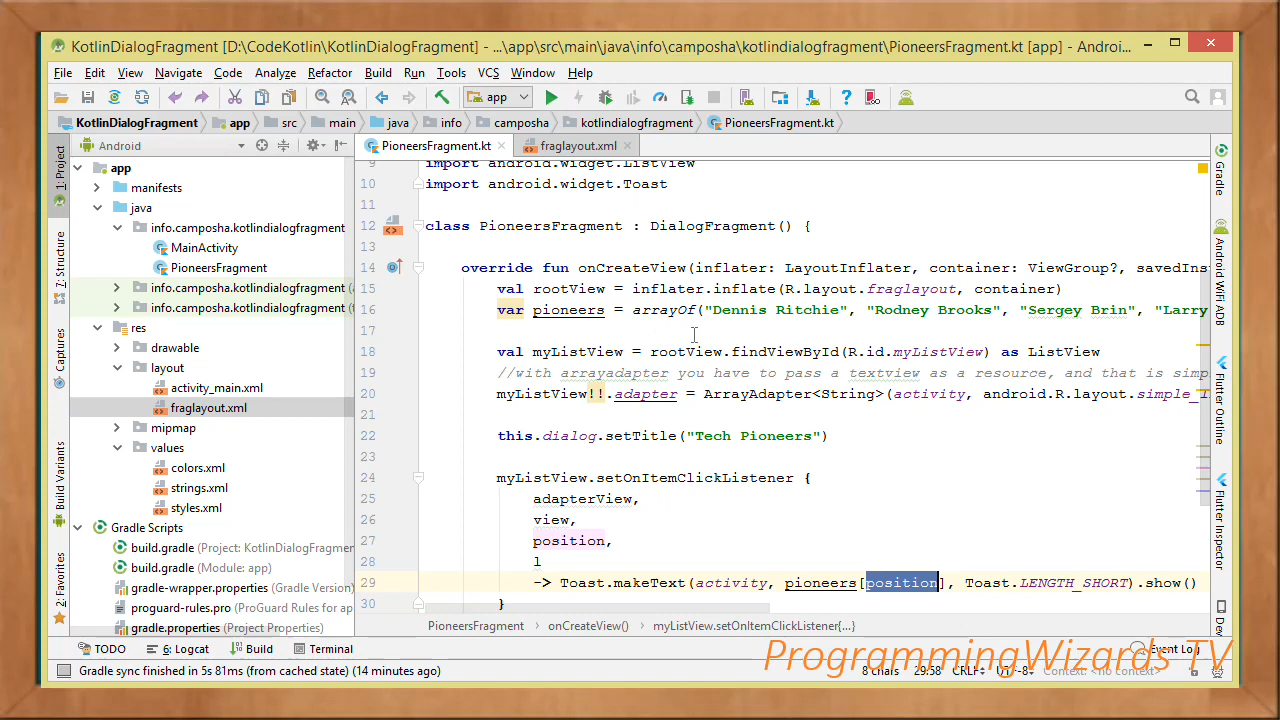 KotlinDialogFragment [D:\CodeKotlin\KotlinDialogFragment] - ...\app\src\main\java\info\camposha\kotlindialogfragment\PioneersFragment.kt [app] - Androi...
File Edit View Navigate Code Analyze Refactor Build Run Tools VCS Window Help
app
KotlinDialogFragment app src main java info camposha kotlindialogfragment PioneersFragment.kt
Android
PioneersFragment.kt fraglayout.xml
1: Project
7: Structure
Captures
Build Variants
2: Favorites
app
manifests
java
info.camposha.kotlindialogfragment
MainActivity
PioneersFragment
info.camposha.kotlindialogfragment (
info.camposha.kotlindialogfragment (
res
drawable
layout
activity_main.xml
fraglayout.xml
mipmap
values
colors.xml
strings.xml
styles.xml
Gradle Scripts
build.gradle (Project: KotlinDialogFragment
build.gradle (Module: app)
gradle-wrapper.properties (Gradle Version)
proguard-rules.pro (ProGuard Rules for app)
gradle.properties (Project Properties)
9 import android.widget.ListView
10 import android.widget.Toast
11
12 class PioneersFragment : DialogFragment() {
13
14 override fun onCreateView(inflater: LayoutInflater, container: ViewGroup?, savedInst
15 val rootView = inflater.inflate(R.layout.fraglayout, container)
16 var pioneers = arrayOf("Dennis Ritchie", "Rodney Brooks", "Sergey Brin", "Larry
17
18 val myListView = rootView.findViewById(R.id.myListView) as ListView
19 //with arrayadapter you have to pass a textview as a resource, and that is simp
20 myListView!!.adapter = ArrayAdapter<String>(activity, android.R.layout.simple_
21
22 this.dialog.setTitle("Tech Pioneers")
23
24 myListView.setOnItemClickListener {
25 adapterView,
26 view,
27 position,
28 l
29 -> Toast.makeText(activity, pioneers[position], Toast.LENGTH_SHORT).show()
30 }
PioneersFragment onCreateView() myListView.setOnItemClickListener{...}
Gradle
Android WiFi ADB
Flutter Outline
Flutter Inspector
TODO 6: Logcat Build Terminal Event Log
Gradle sync finished in 5s 81ms (from cached state) (14 minutes ago) 8 chars 29:58 CRLF UTF-8 Context: <no context>
ProgrammingWizards TV